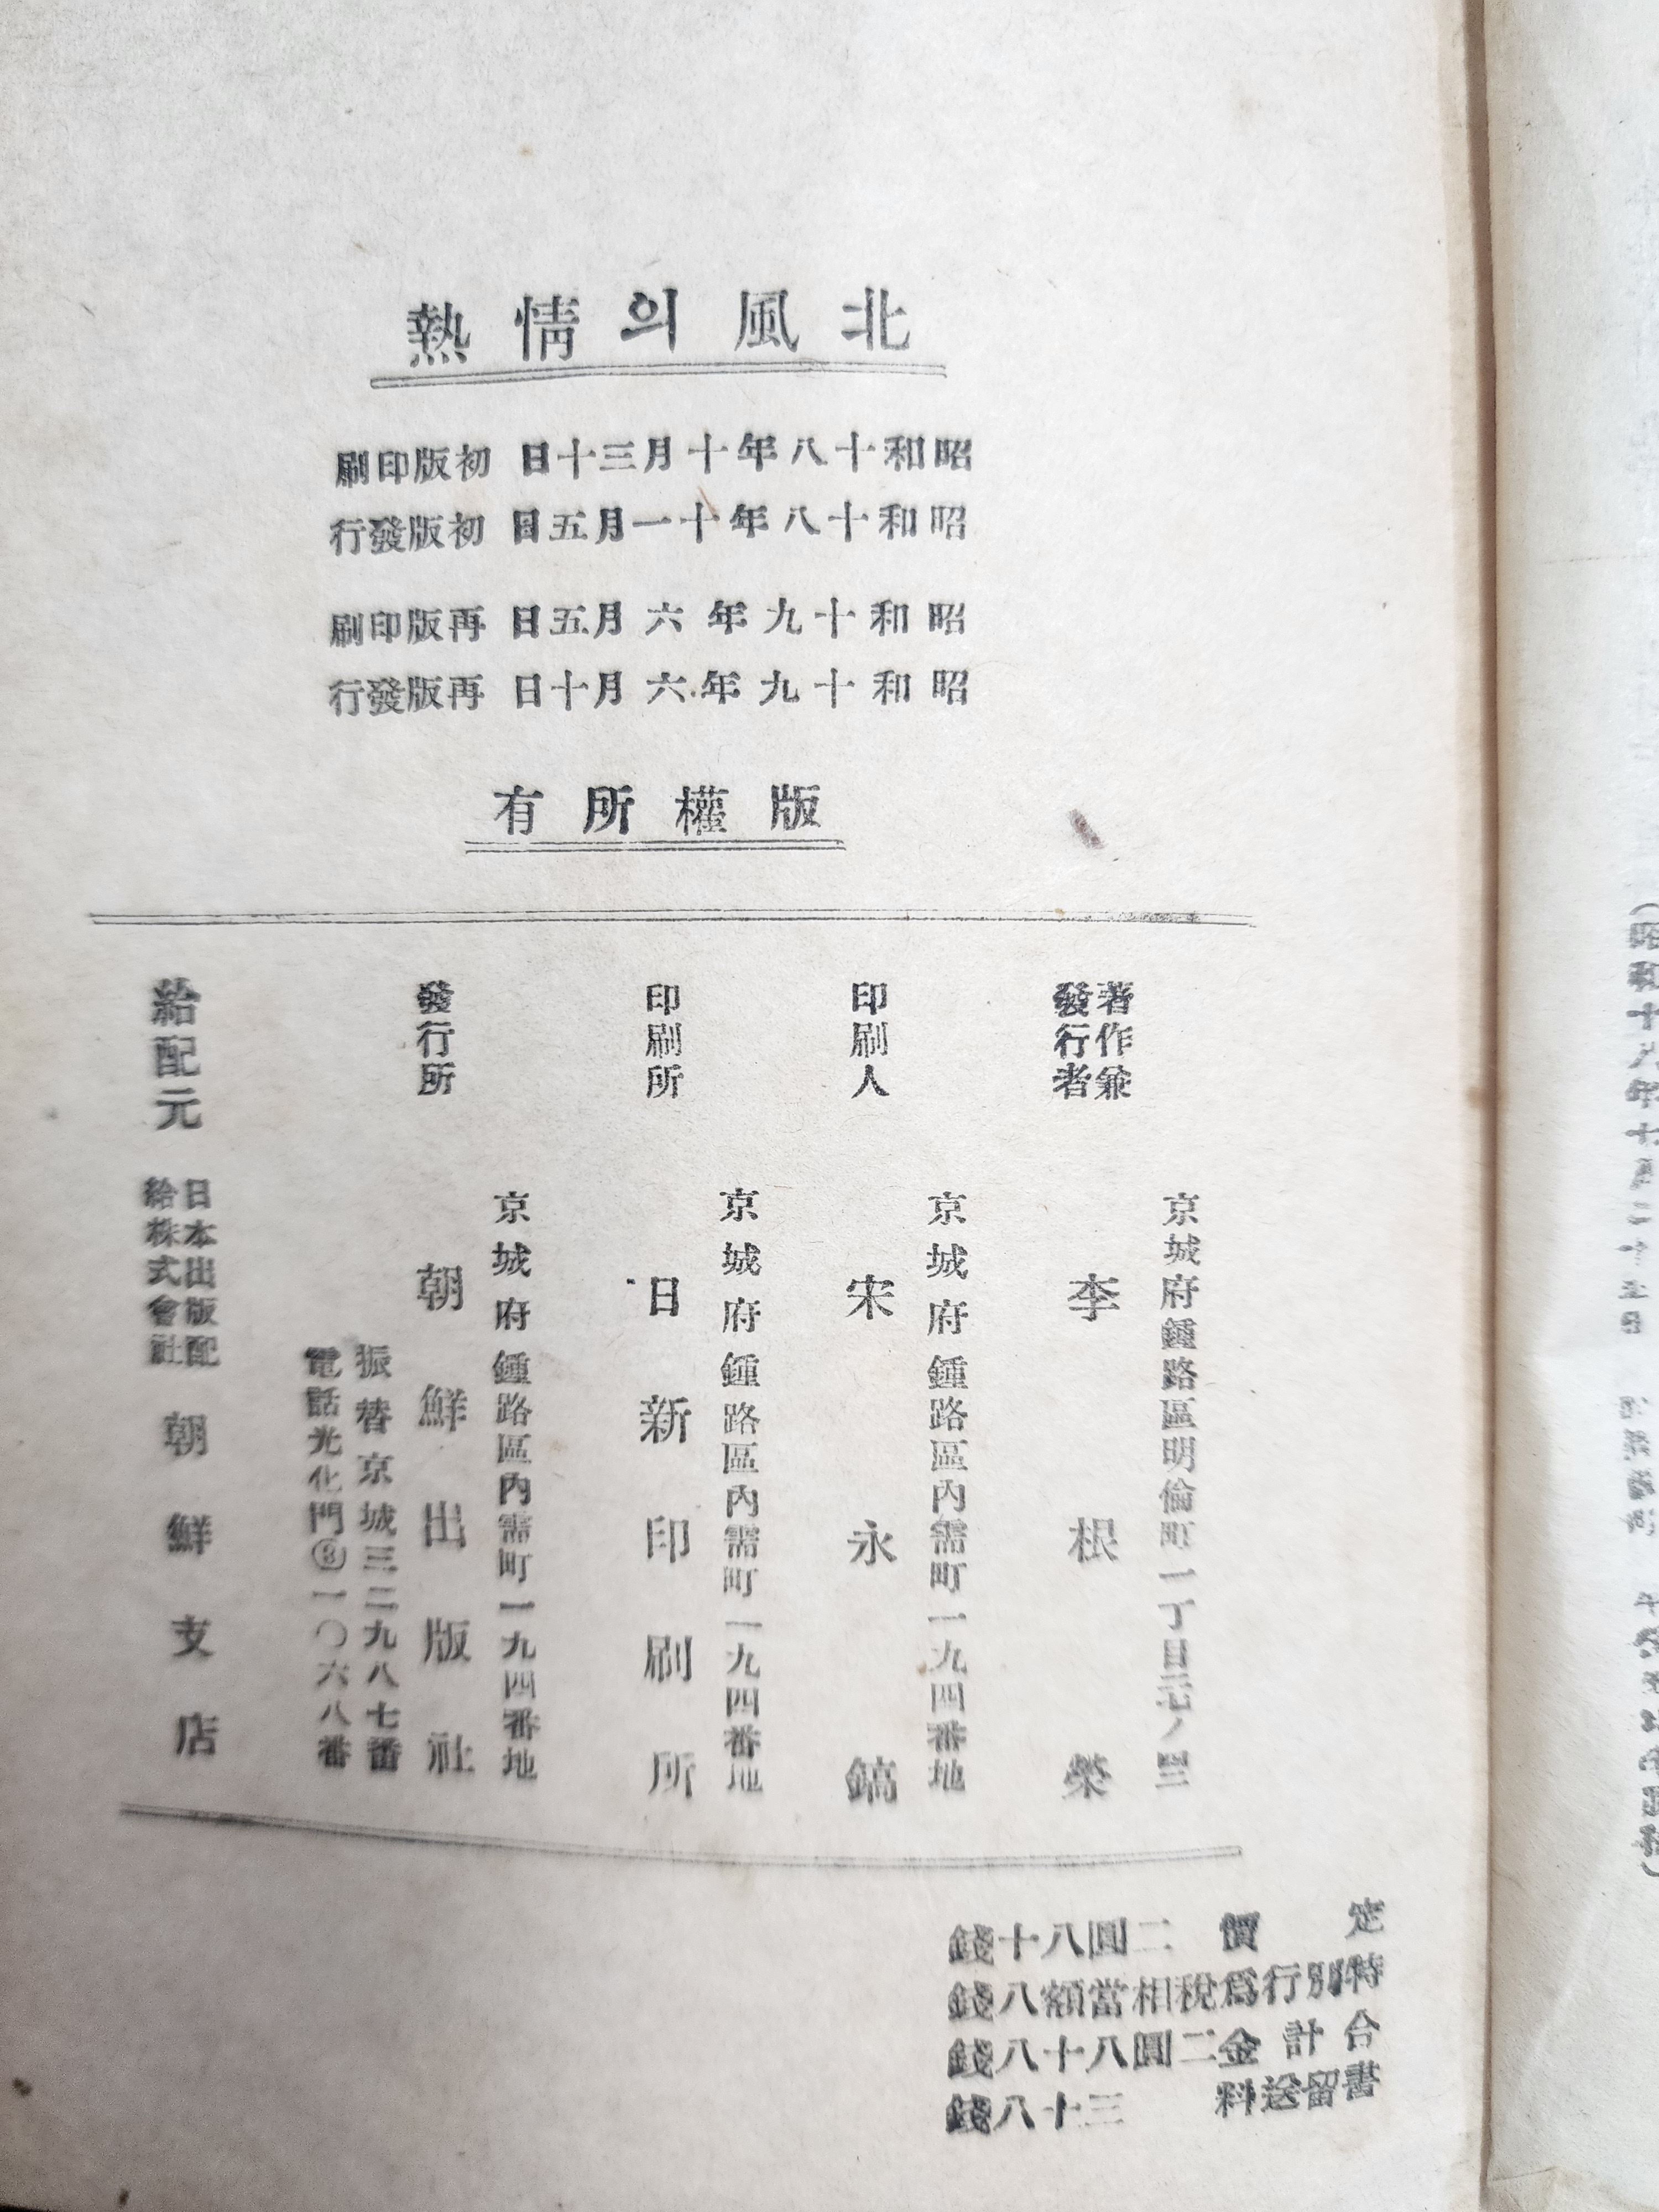 北風의情熱
昭和十八年十月三十日 初版印刷
昭和十八年十一月五日 初版發行
昭和十九年六月五日 再版印刷
昭和十九年六月十日 再版發行
版權所有
著作兼
發行者
京城府鍾路區明倫町一丁目
李根榮
印刷人
京城府鍾路區內需町一九四番地
宋永鎬
印刷所
京城府鍾路區內需町一九四番地
日新印刷所
發行所
京城府鍾路區內需町一九四番地
朝鮮出版社
振替京城三二九八七番
電話光化門③一〇六八番
給配元
日本出版配
給株式會社
朝鮮支店
定價 二圓八十錢
特別行爲稅相當額八錢
合計金二圓八十八錢
書留送料 三十八錢
(昭和十八年十月二十五日